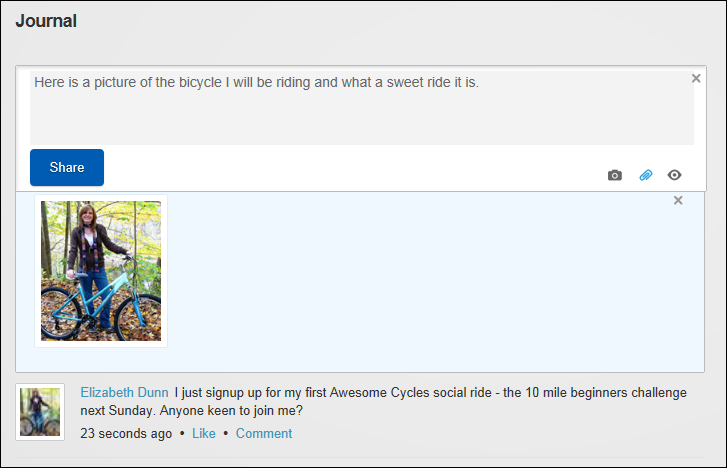 Journal
Here is a picture of the bicycle I will be riding and what a sweet ride it is.
Share
Elizabeth Dunn I just signup up for my first Awesome Cycles social ride - the 10 mile beginners challenge
next Sunday. Anyone keen to join me?
23 seconds ago • Like • Comment